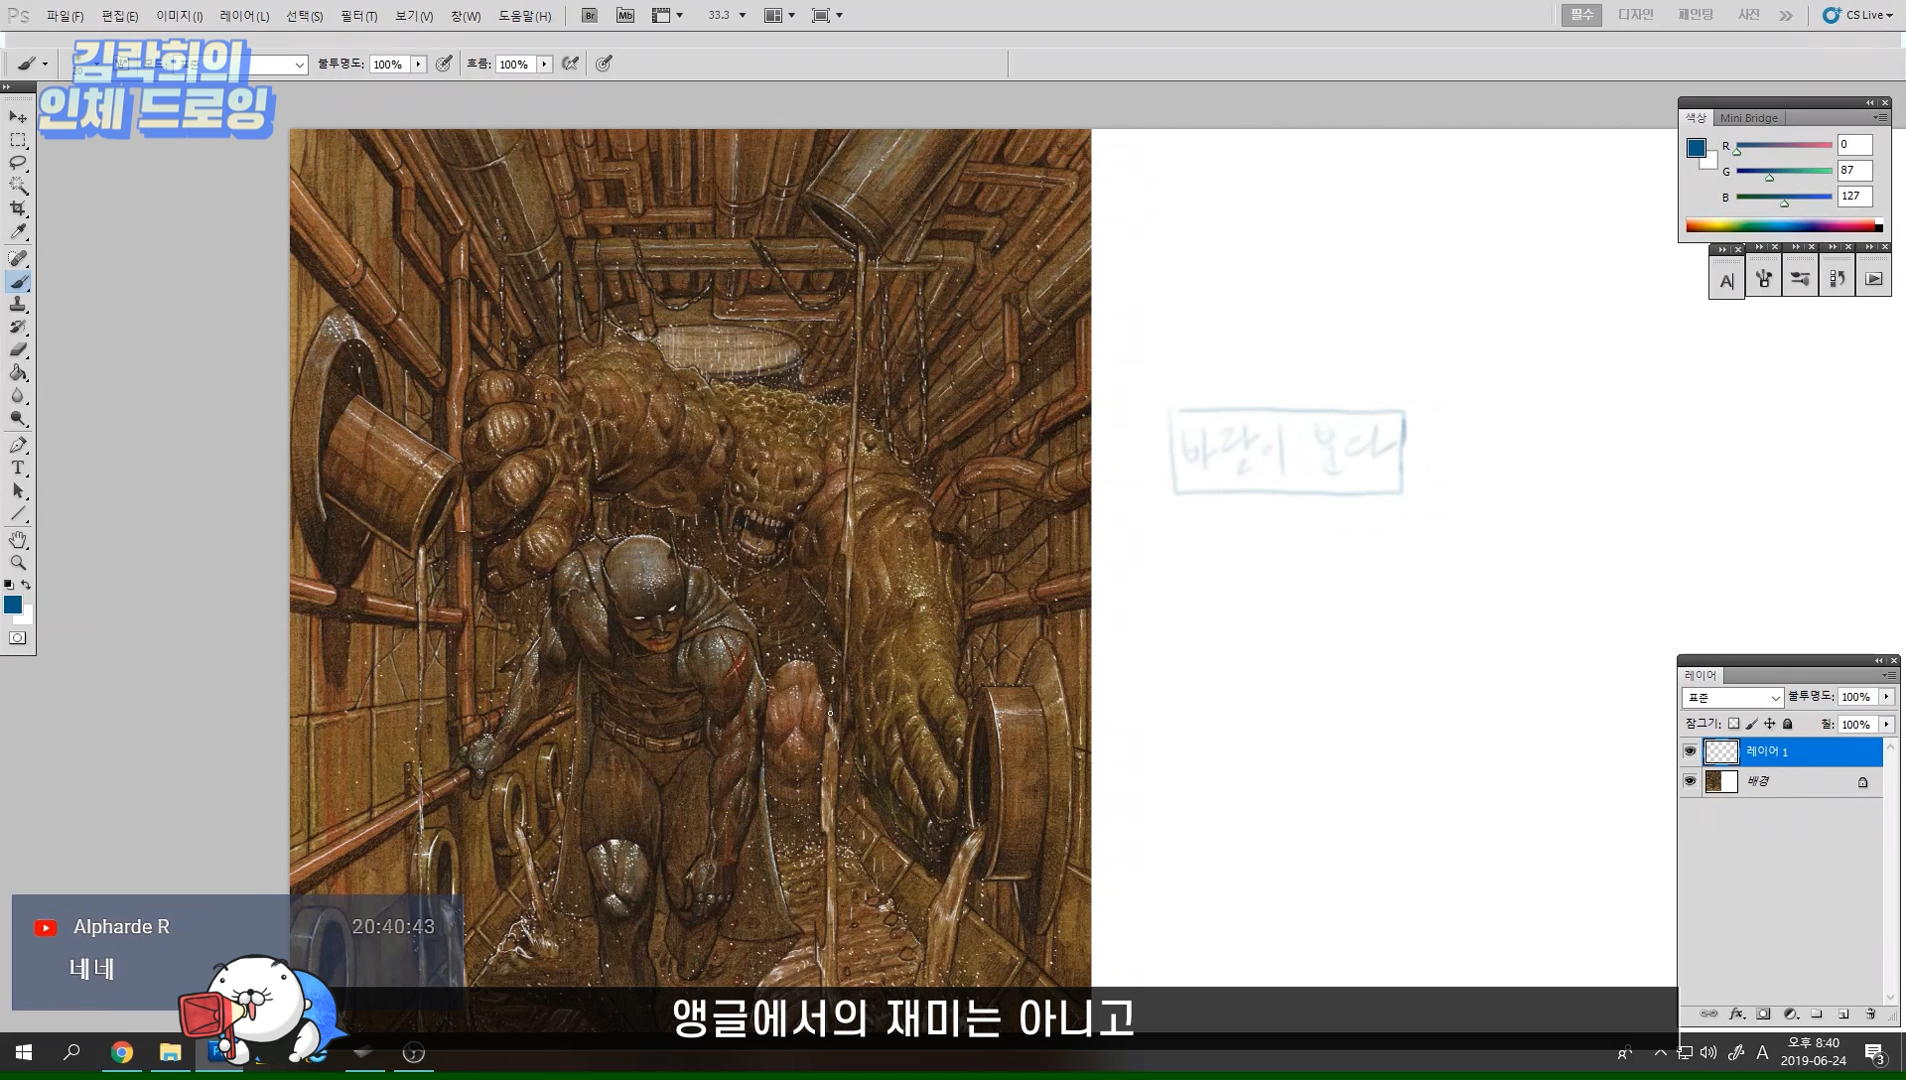 Ps 파일(F) 편집(E) 이미지(I) 레이어(L) 선택(S) 필터(T) 보기(V) 창(W) 도움말(H) Br Mb 33.3 필수 디자인 페인팅 사진 CS Live
불투명도: 100% 흐름: 100%
김락희의
인체 드로잉
색상 Mini Bridge
R 0
G 87
B 127
바람이 분다
레이어
표준 불투명도: 100%
잠그기: 칠: 100%
레이어 1
배경
Alpharde R 20:40:43
네네
앵글에서의 재미는 아니고
A 오후 8:40
2019-06-24
3